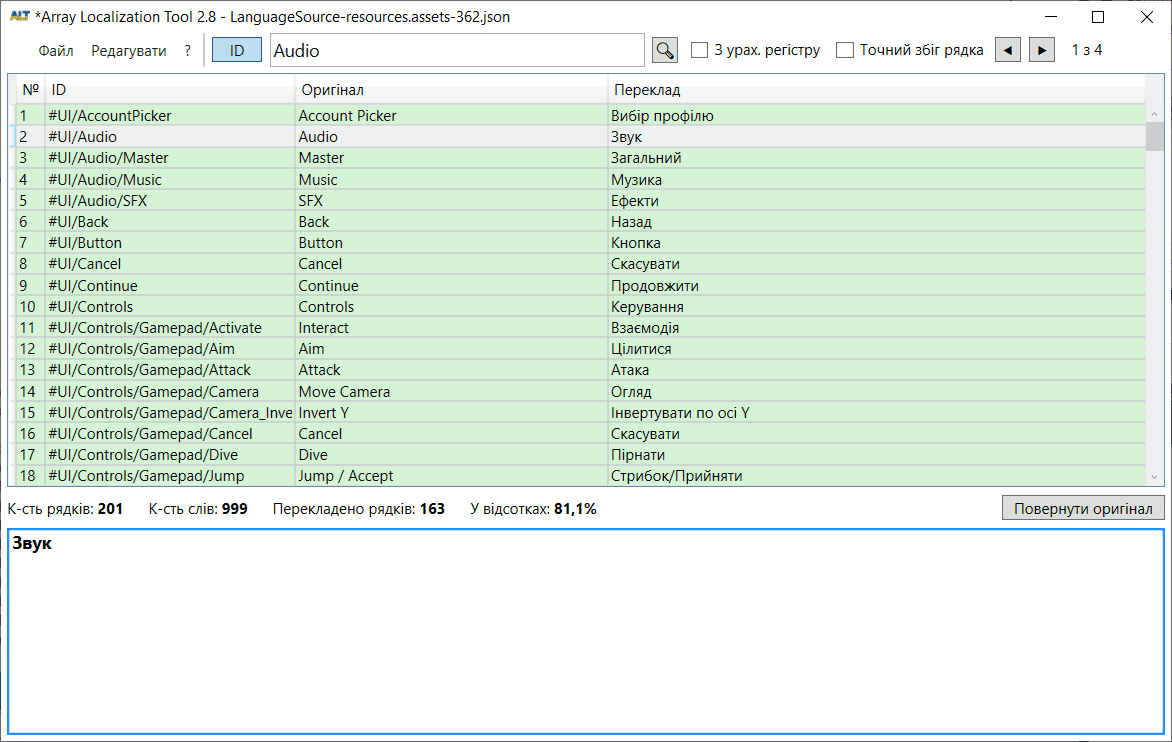 ALT *Array Localization Tool 2.8 - LanguageSource-resources.assets-362.json
Файл Редагувати ? ID Audio З урах. регістру Точний збіг рядка ◄ ► 1 з 4
№ ID Оригінал Переклад
1 #UI/AccountPicker Account Picker Вибір профілю
2 #UI/Audio Audio Звук
3 #UI/Audio/Master Master Загальний
4 #UI/Audio/Music Music Музика
5 #UI/Audio/SFX SFX Ефекти
6 #UI/Back Back Назад
7 #UI/Button Button Кнопка
8 #UI/Cancel Cancel Скасувати
9 #UI/Continue Continue Продовжити
10 #UI/Controls Controls Керування
11 #UI/Controls/Gamepad/Activate Interact Взаємодія
12 #UI/Controls/Gamepad/Aim Aim Цілитися
13 #UI/Controls/Gamepad/Attack Attack Атака
14 #UI/Controls/Gamepad/Camera Move Camera Огляд
15 #UI/Controls/Gamepad/Camera_Inve Invert Y Інвертувати по осі Y
16 #UI/Controls/Gamepad/Cancel Cancel Скасувати
17 #UI/Controls/Gamepad/Dive Dive Пірнати
18 #UI/Controls/Gamepad/Jump Jump / Accept Стрибок/Прийняти
К-сть рядків: 201 К-сть слів: 999 Перекладено рядків: 163 У відсотках: 81,1% Повернути оригінал
Звук